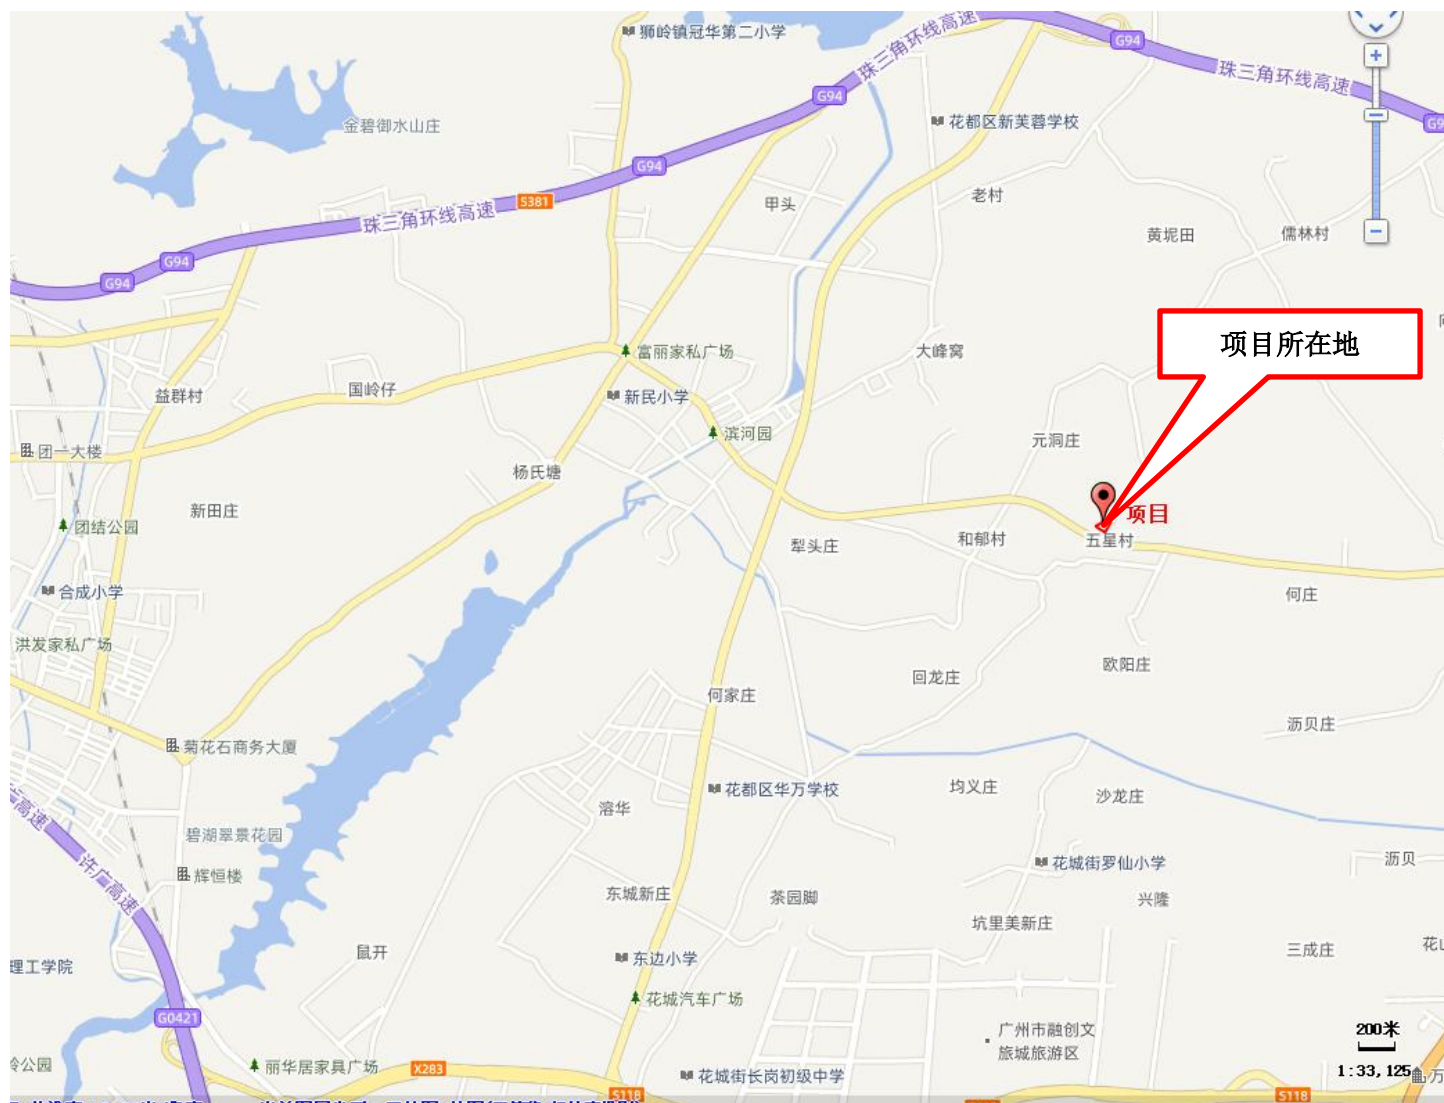 狮岭镇冠华第二小学
珠三角环线高速
G94
珠三角环线高速
G94
金碧御水山庄
花都区新芙蓉学校
G94
老村
S381
甲头
珠三角环线高速
黄坭田
儒林村
G94
G94
项目所在地
富丽家私广场
大峰窝
国岭仔
益群村
新民小学
滨河园
元洞庄
团一大楼
杨氏塘
新田庄
项目
团结公园
和郁村
五星村
犁头庄
合成小学
何庄
洪发家私广场
欧阳庄
回龙庄
何家庄
沥贝庄
菊花石商务大厦
花都区华万学校
均义庄
沙龙庄
溶华
高速
碧湖翠景花园
许广高速
花城街罗仙小学
沥贝
辉恒楼
东城新庄
茶园脚
兴隆
坑里美新庄
鼠开
三成庄
东边小学
理工学院
花城汽车广场
G0421
广州市融创文
旅城旅游区
200米
丽华居家具广场
X283
花城街长岗初级中学
1:33,125
公园
万
S118
S118